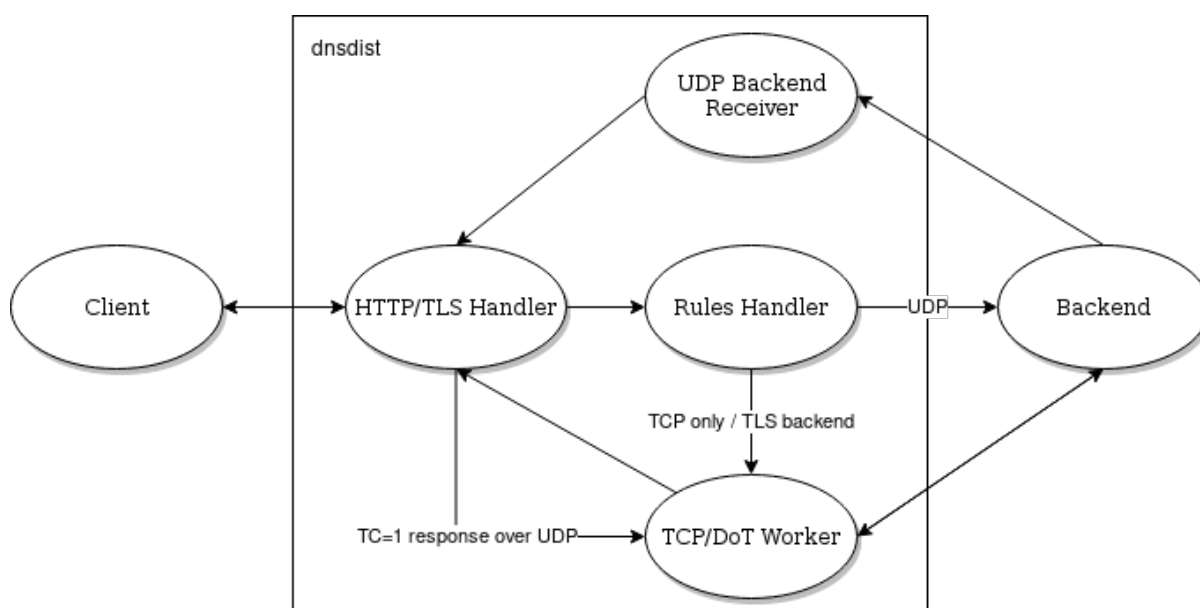 dnsdist
UDP Backend
Receiver
Client
HTTP/TLS Handler
Rules Handler
UDP
Backend
TCP only / TLS backend
TC=1 response over UDP
TCP/DoT Worker